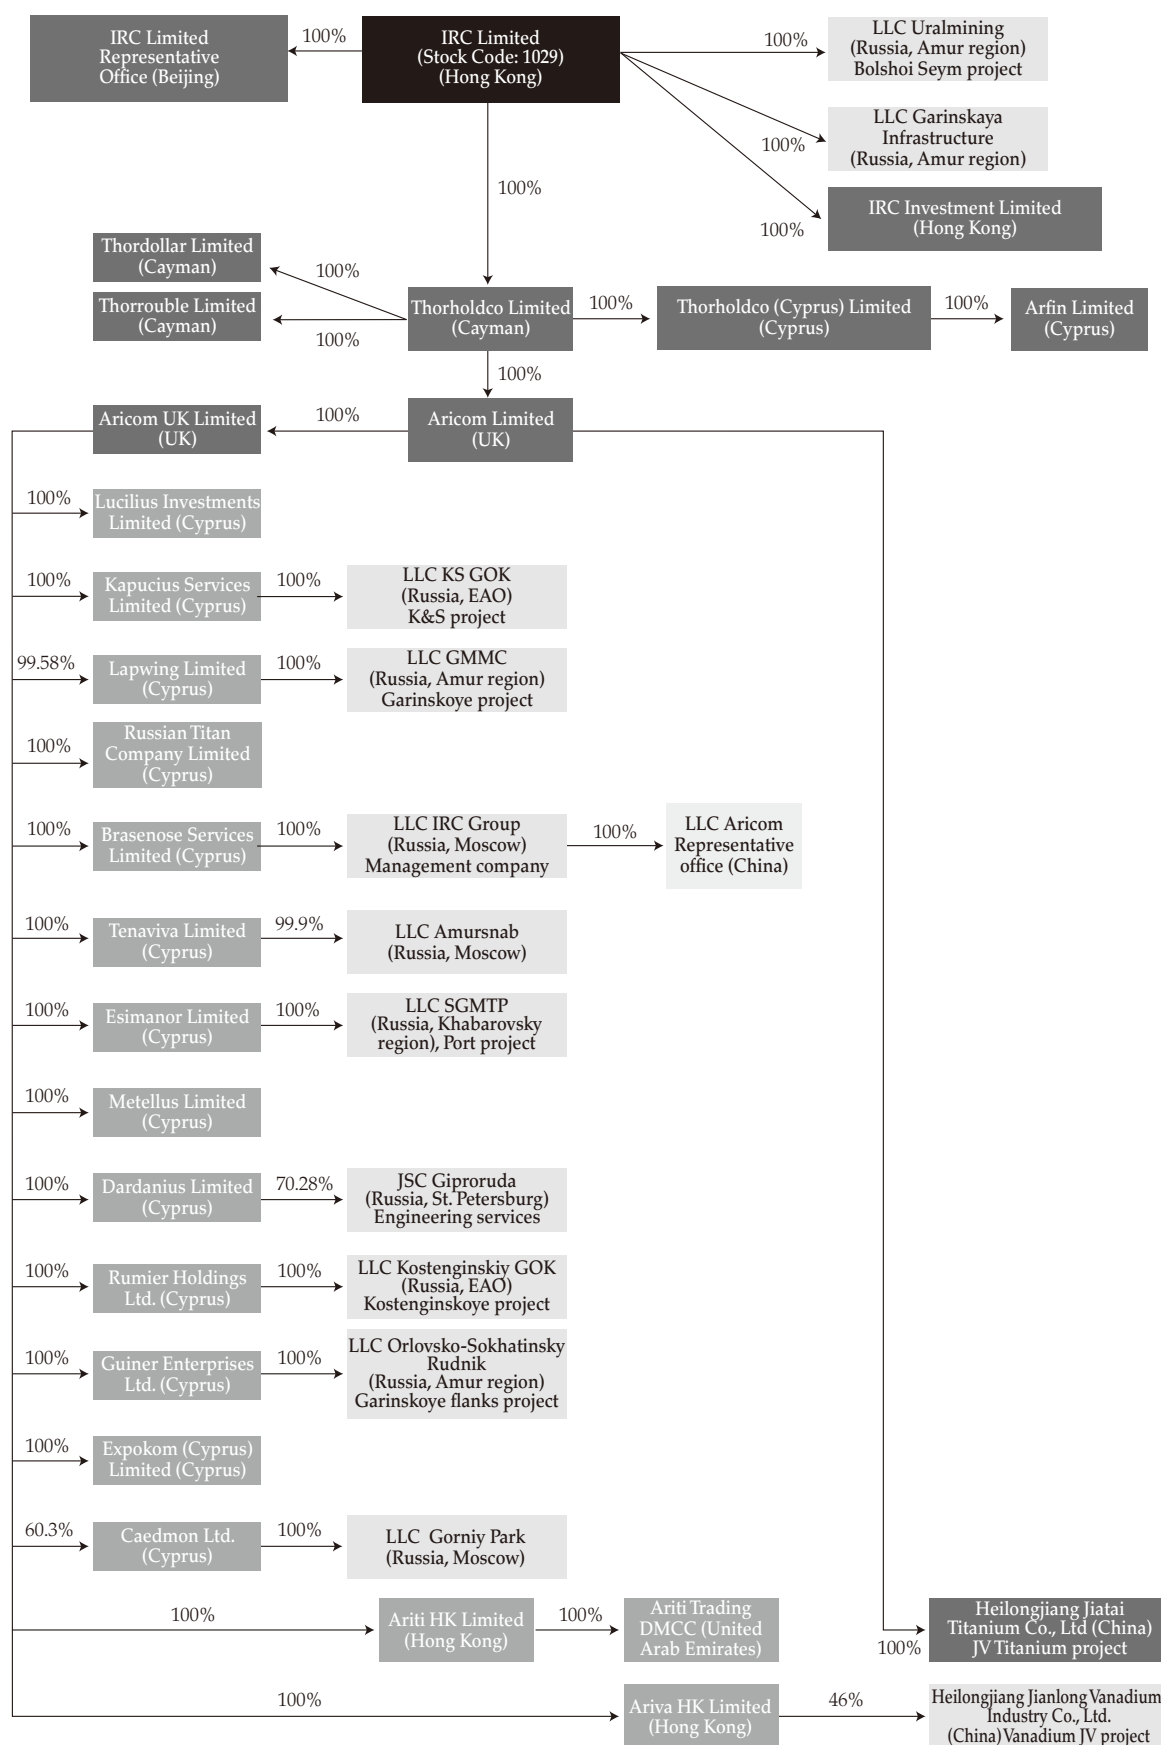 IRC Limited
Representative
Office (Beijing)
100%
IRC Limited
(Stock Code: 1029)
(Hong Kong)
100%
LLC Uralmining
(Russia, Amur region)
Bolshoi Seym project
100%
LLC Garinskaya
Infrastructure
(Russia, Amur region)
100%
IRC Investment Limited
(Hong Kong)
100%
Thordollar Limited
(Cayman)
100%
Thorrouble Limited
(Cayman)
100%
Thorholdco Limited
(Cayman)
100%
Thorholdco (Cyprus) Limited
(Cyprus)
100%
Arfin Limited
(Cyprus)
100%
Aricom UK Limited
(UK)
100%
Aricom Limited
(UK)
100%
Lucilius Investments
Limited (Cyprus)
100%
Kapucius Services
Limited (Cyprus)
100%
LLC KS GOK
(Russia, EAO)
K&S project
99.58%
Lapwing Limited
(Cyprus)
100%
LLC GMMC
(Russia, Amur region)
Garinskoye project
100%
Russian Titan
Company Limited
(Cyprus)
100%
Brasenose Services
Limited (Cyprus)
100%
LLC IRC Group
(Russia, Moscow)
Management company
100%
LLC Aricom
Representative
office (China)
100%
Tenaviva Limited
(Cyprus)
99.9%
LLC Amursnab
(Russia, Moscow)
100%
Esimanor Limited
(Cyprus)
100%
LLC SGMTP
(Russia, Khabarovsky
region), Port project
100%
Metellus Limited
(Cyprus)
100%
Dardanius Limited
(Cyprus)
70.28%
JSC Giproruda
(Russia, St. Petersburg)
Engineering services
100%
Rumier Holdings
Ltd. (Cyprus)
100%
LLC Kostenginskiy GOK
(Russia, EAO)
Kostenginskoye project
100%
Guiner Enterprises
Ltd. (Cyprus)
100%
LLC Orlovsko-Sokhatinsky
Rudnik
(Russia, Amur region)
Garinskoye flanks project
100%
Expokom (Cyprus)
Limited (Cyprus)
60.3%
Caedmon Ltd.
(Cyprus)
100%
LLC Gorniy Park
(Russia, Moscow)
100%
Ariti HK Limited
(Hong Kong)
100%
Ariti Trading
DMCC (United
Arab Emirates)
100%
Heilongjiang Jiatai
Titanium Co., Ltd (China)
JV Titanium project
100%
Ariva HK Limited
(Hong Kong)
46%
Heilongjiang Jianlong Vanadium
Industry Co., Ltd.
(China) Vanadium JV project